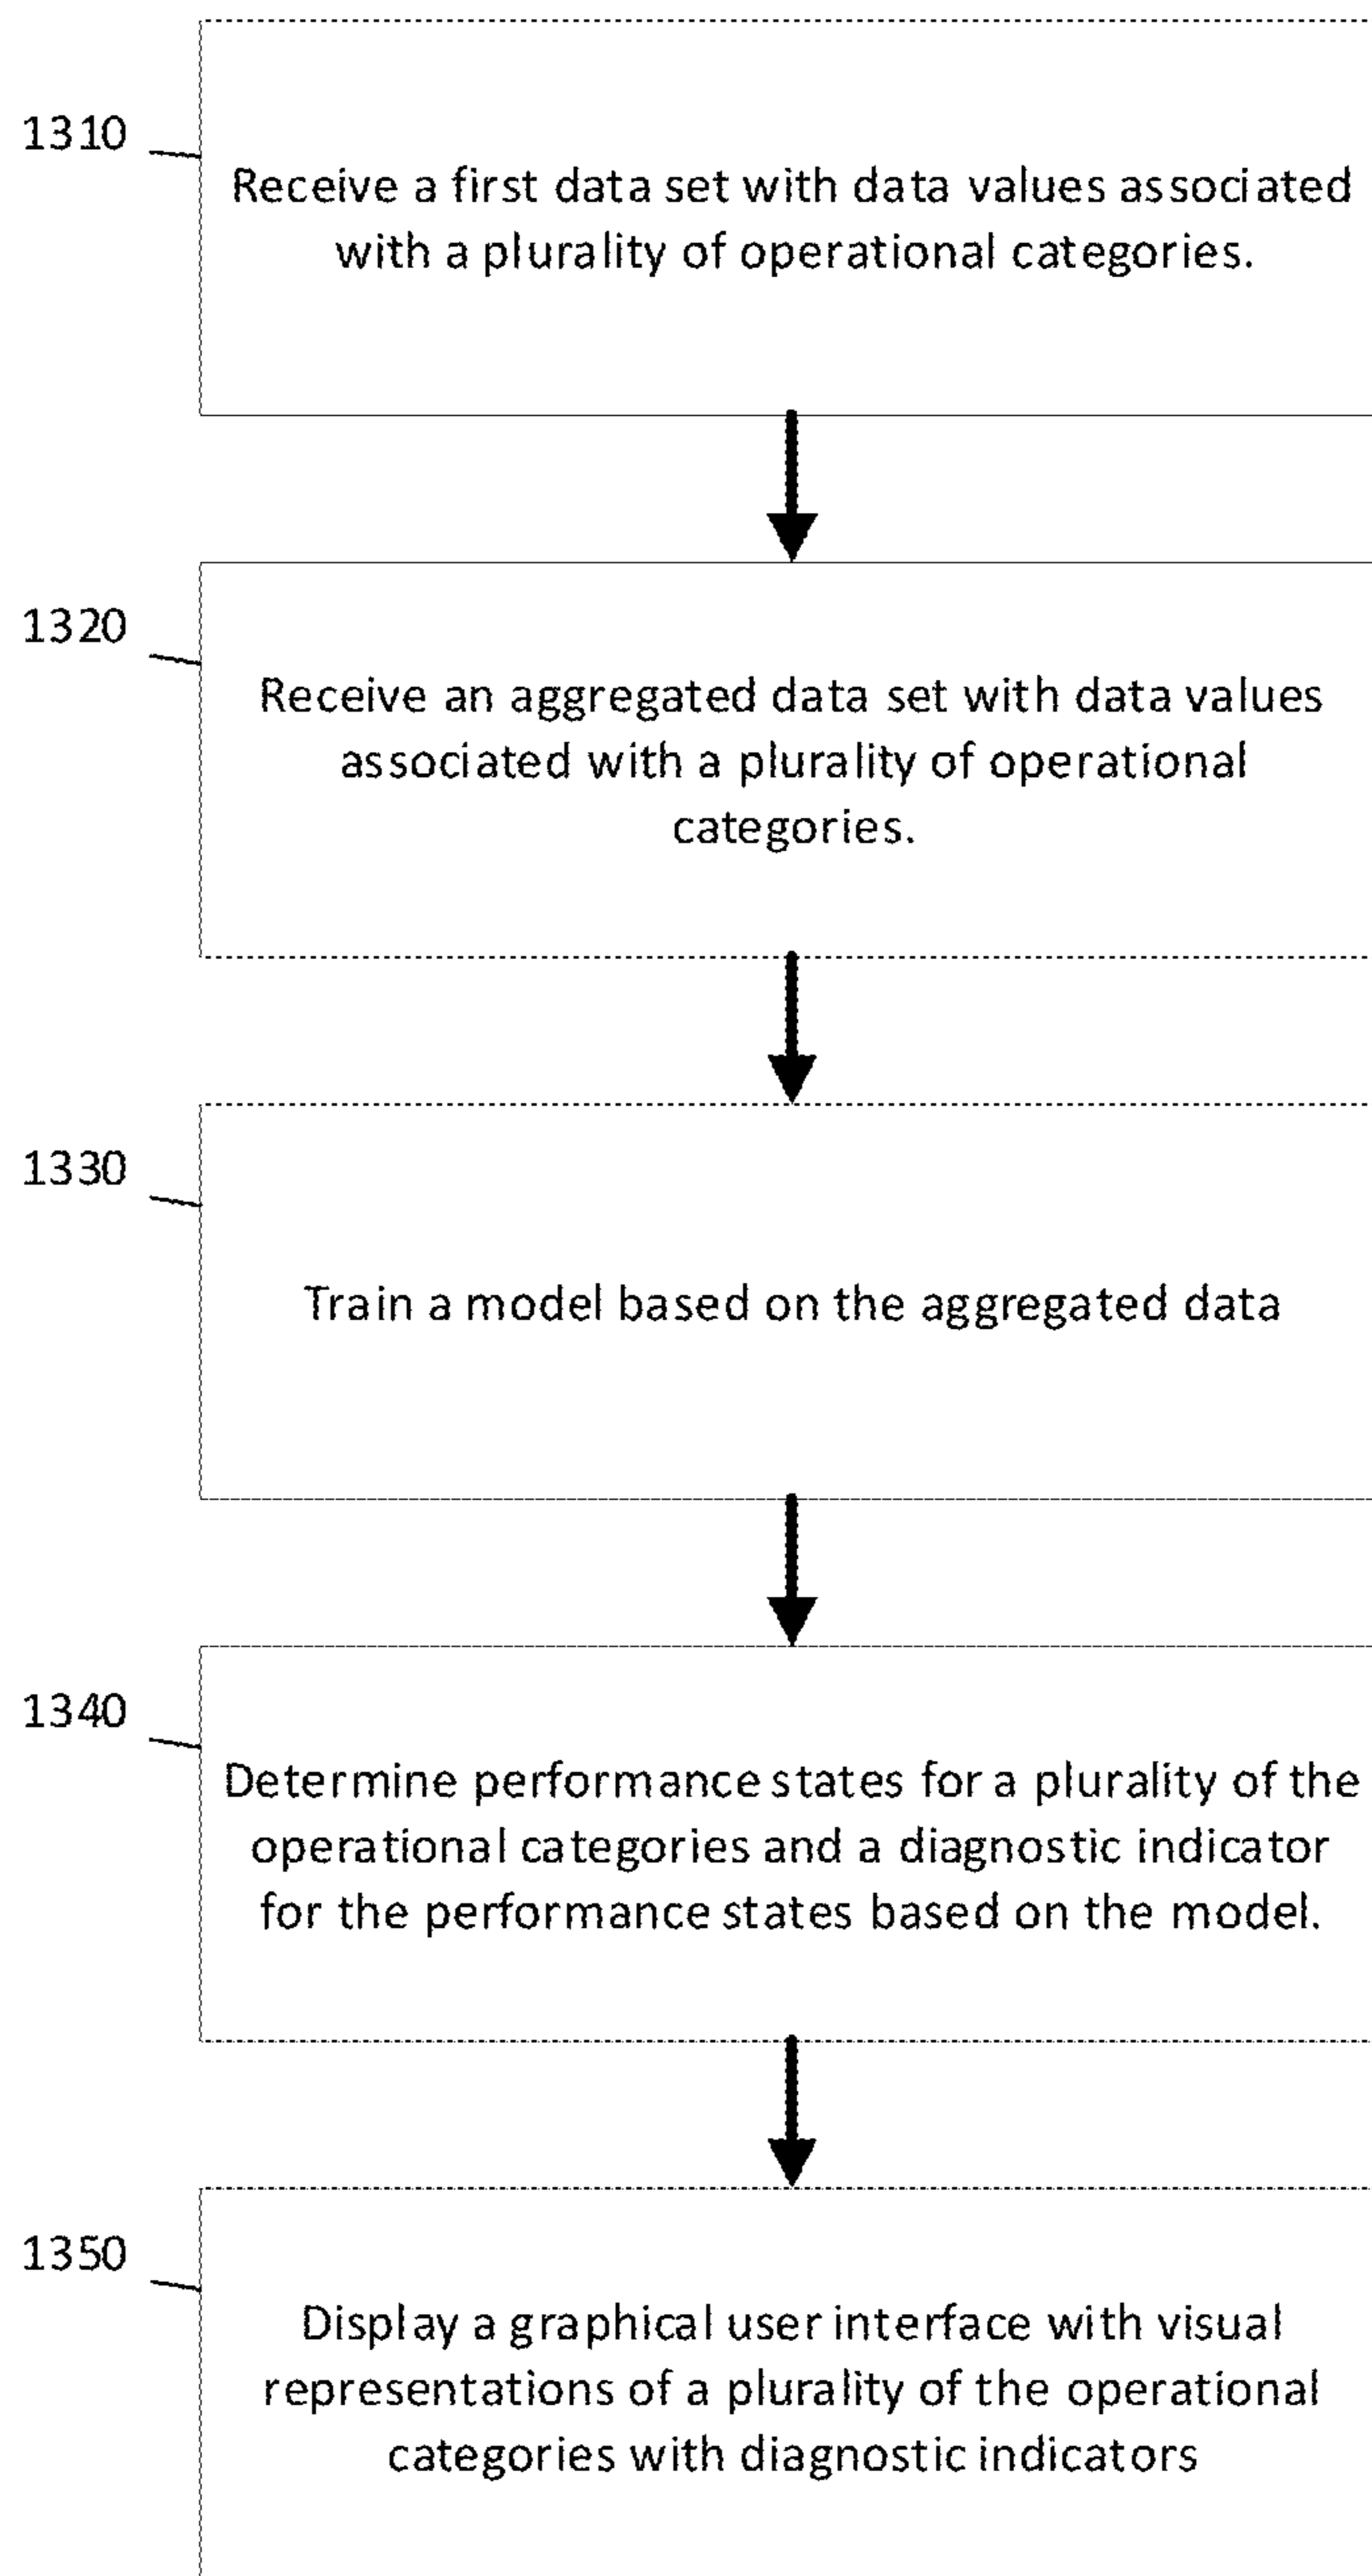 1310
Receive a first data set with data values associated
with a plurality of operational categories.
1320
Receive an aggregated data set with data values
associated with a plurality of operational
categories.
1330
Train a model based on the aggregated data
1340
Determine performance states for a plurality of the
operational categories and a diagnostic indicator
for the performance states based on the model.
1350
Display a graphical user interface with visual
representations of a plurality of the operational
categories with diagnostic indicators